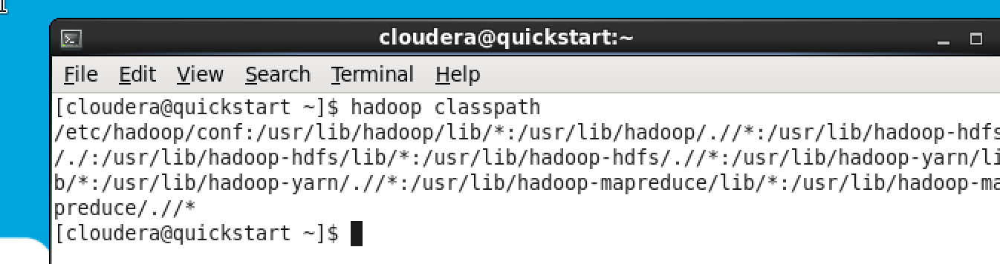 cloudera@quickstart:~
File Edit View Search Terminal Help
[cloudera@quickstart ~]$ hadoop classpath
/etc/hadoop/conf:/usr/lib/hadoop/lib/*:/usr/lib/hadoop/.//*:/usr/lib/hadoop-hdfs
/./:/usr/lib/hadoop-hdfs/lib/*:/usr/lib/hadoop-hdfs/.//*:/usr/lib/hadoop-yarn/li
b/*:/usr/lib/hadoop-yarn/.//*:/usr/lib/hadoop-mapreduce/lib/*:/usr/lib/hadoop-ma
preduce/.//*
[cloudera@quickstart ~]$